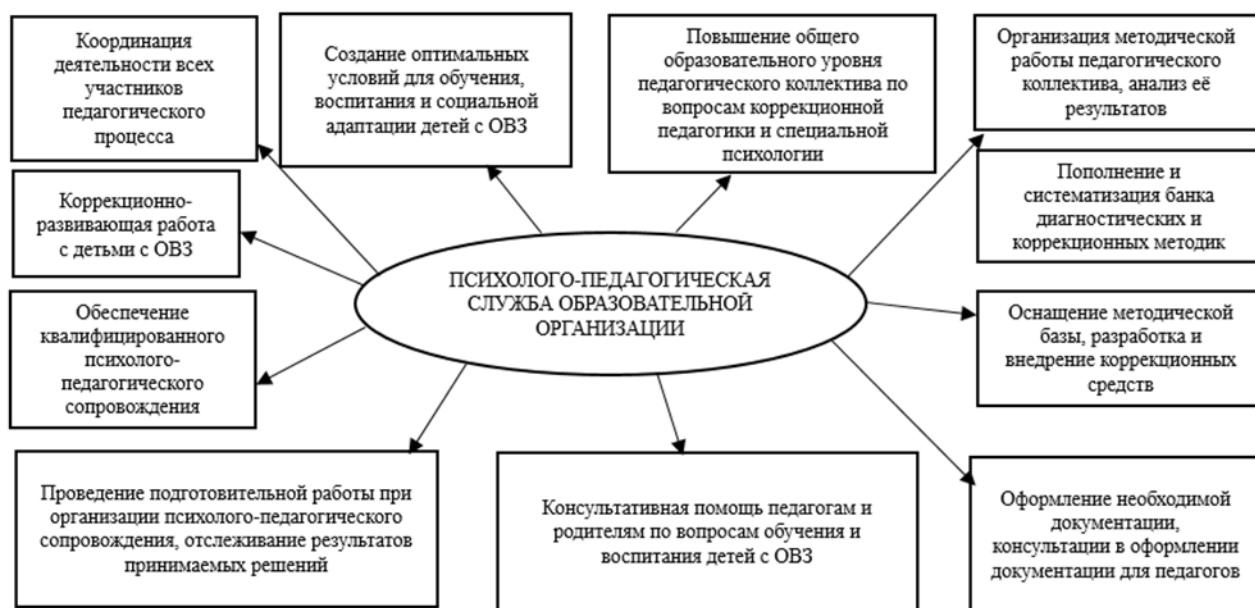 Координация
деятельности всех
участников
педагогического
процесса
Создание оптимальных
условий для обучения,
воспитания и социальной
адаптации детей с ОВЗ
Повышение общего
образовательного уровня
педагогического коллектива по
вопросам коррекционной
педагогики и специальной
психологии
Организация методической
работы педагогического
коллектива, анализ её
результатов
Коррекционно-
развивающая работа
с детьми с ОВЗ
Пополнение и
систематизация банка
диагностических и
коррекционных методик
ПСИХОЛОГО-ПЕДАГОГИЧЕСКАЯ
СЛУЖБА ОБРАЗОВАТЕЛЬНОЙ
ОРГАНИЗАЦИИ
Обеспечение
квалифицированного
психолого-
педагогического
сопровождения
Оснащение методической
базы, разработка и
внедрение коррекционных
средств
Проведение подготовительной работы при
организации психолого-педагогического
сопровождения, отслеживание результатов
принимаемых решений
Консультативная помощь педагогам и
родителям по вопросам обучения и
воспитания детей с ОВЗ
Оформление необходимой
документации,
консультации в оформлении
документации для педагогов